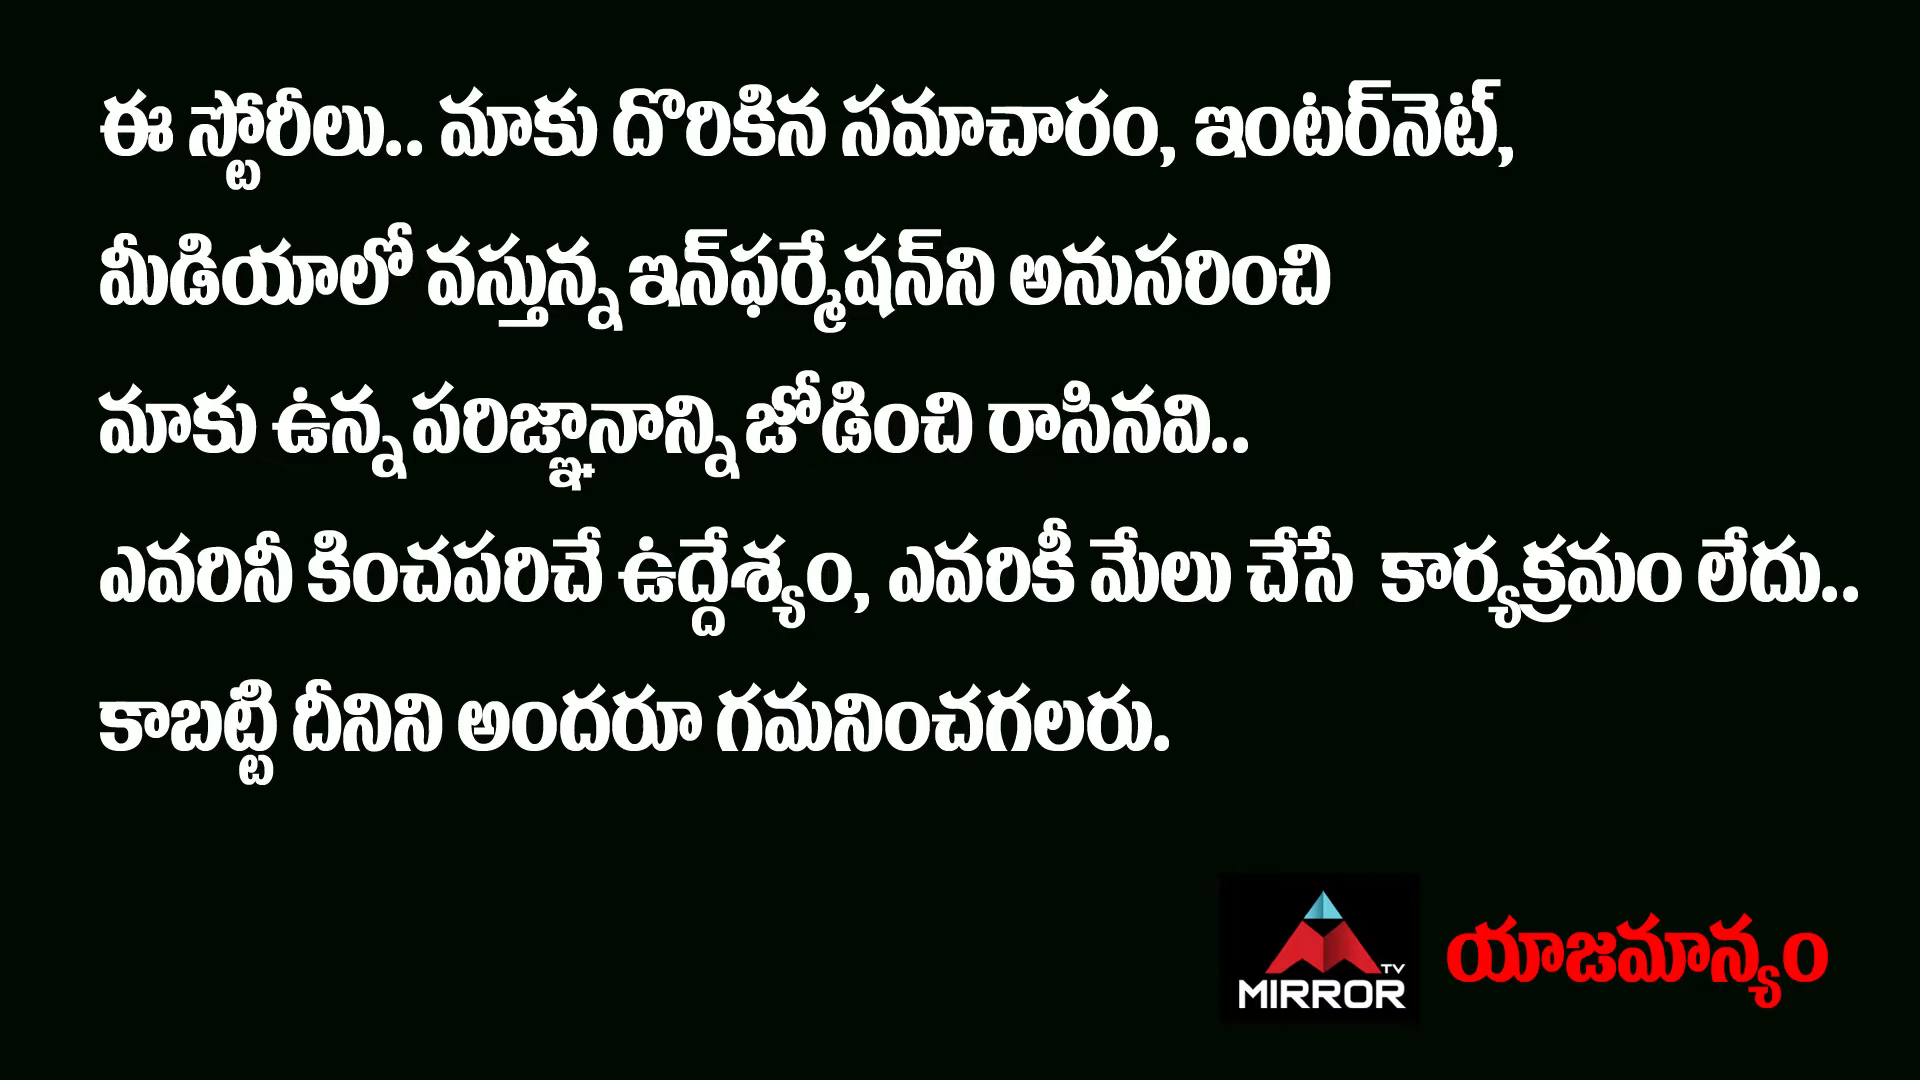 ఈ స్టోరీలు.. మాకు దొరికిన సమాచారం, ఇంటర్‌నెట్,
మీడియాలో వస్తున్న ఇన్‌ఫర్మేషన్‌ని అనుసరించి
మాకు ఉన్న పరిజ్ఞానాన్ని జోడించి రాసినవి..
ఎవరినీ కించపరిచే ఉద్దేశ్యం, ఎవరికీ మేలు చేసే కార్యక్రమం లేదు..
కాబట్టి దీనిని అందరూ గమనించగలరు.
TV
MIRROR
యాజమాన్యం